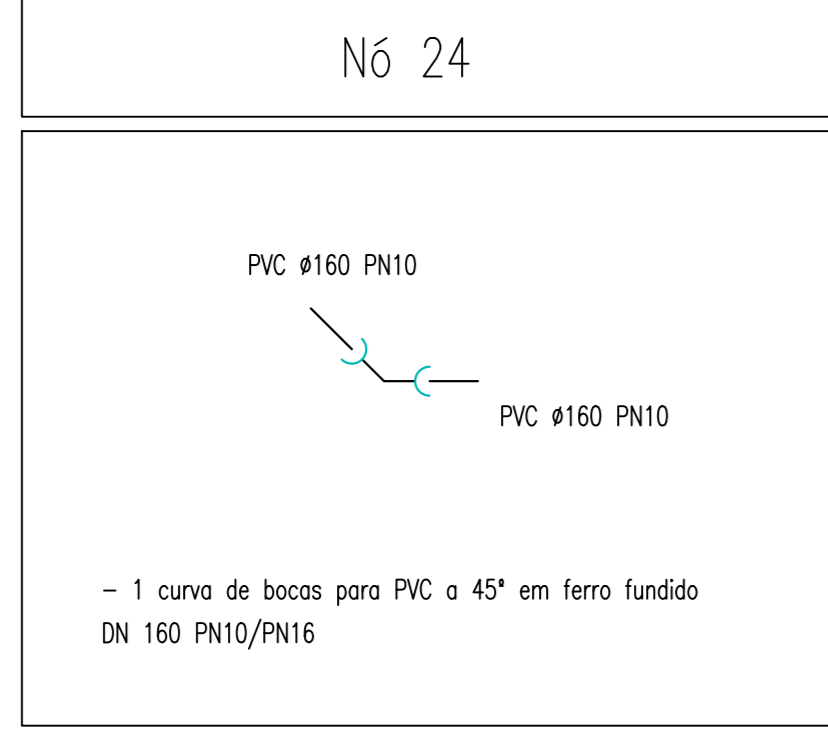 Nó 24
PVC ø160 PN10
PVC ø160 PN10
- 1 curva de bocas para PVC a 45º em ferro fundido
DN 160 PN10/PN16